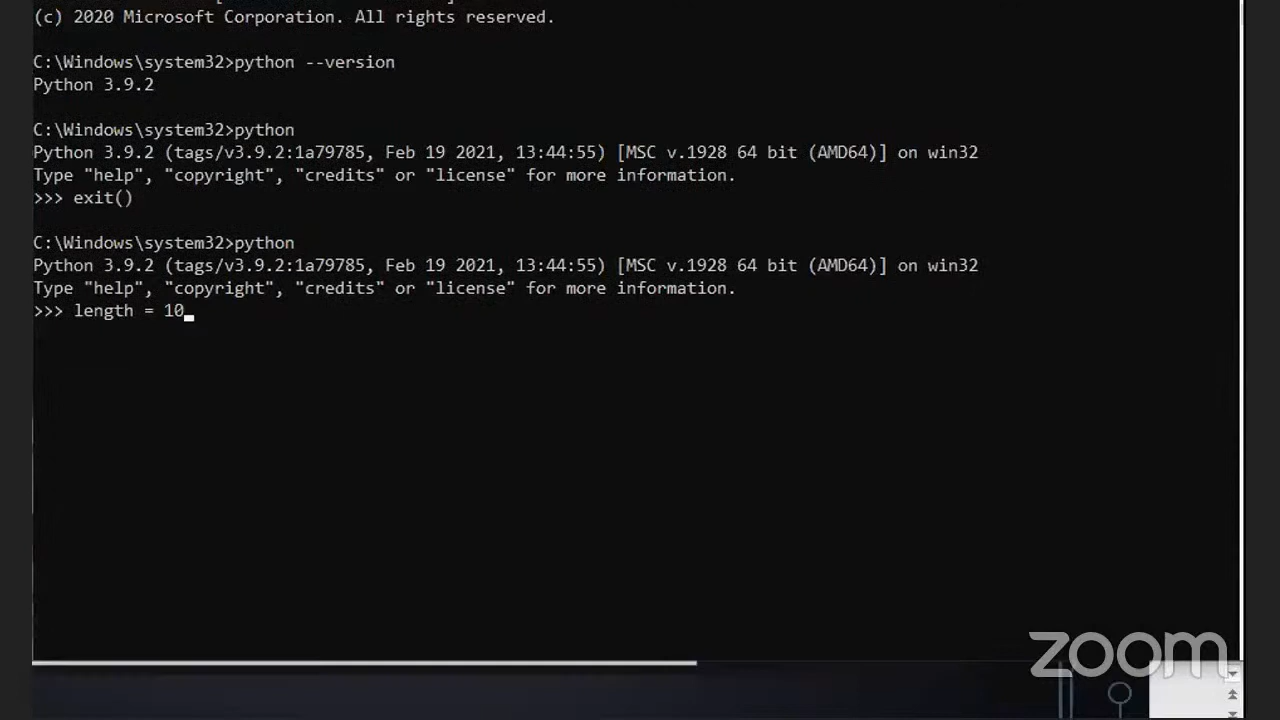 (c) 2020 Microsoft Corporation. All rights reserved.
C:\Windows\system32>python --version
Python 3.9.2
C:\Windows\system32>python
Python 3.9.2 (tags/v3.9.2:1a79785, Feb 19 2021, 13:44:55) [MSC v.1928 64 bit (AMD64)] on win32
Type "help", "copyright", "credits" or "license" for more information.
>>> exit()
C:\Windows\system32>python
Python 3.9.2 (tags/v3.9.2:1a79785, Feb 19 2021, 13:44:55) [MSC v.1928 64 bit (AMD64)] on win32
Type "help", "copyright", "credits" or "license" for more information.
>>> length = 10
zoom